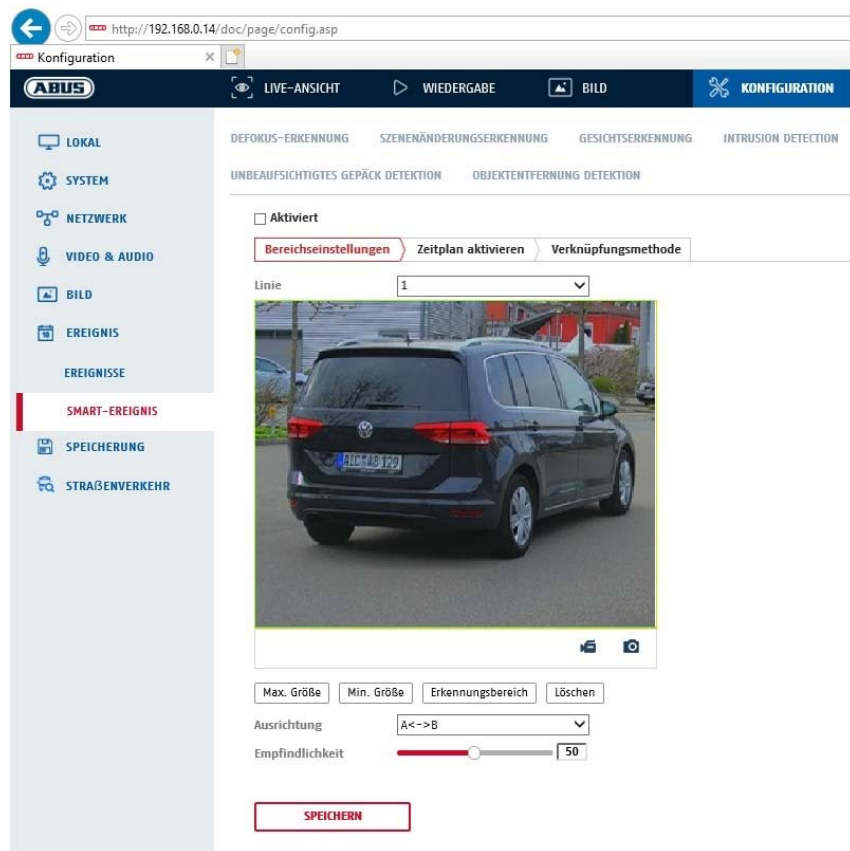 http://192.168.0.14/doc/page/config.asp
Konfiguration
ABUS
LIVE-ANSICHT WIEDERGABE BILD KONFIGURATION
LOKAL
SYSTEM
NETZWERK
VIDEO & AUDIO
BILD
EREIGNIS
EREIGNISSE
SMART-EREIGNIS
SPEICHERUNG
STRAßENVERKEHR
DEFOKUS-ERKENNUNG SZENENÄNDERUNGSERKENNUNG GESICHTSERKENNUNG INTRUSION DETECTION
UNBEAUFSICHTIGTES GEPÄCK DETEKTION OBJEKTENTFERNUNG DETEKTION
Aktiviert
Bereichseinstellungen Zeitplan aktivieren Verknüpfungsmethode
Linie 1
AIC AB 129
Max. Größe Min. Größe Erkennungsbereich Löschen
Ausrichtung A<->B
Empfindlichkeit 50
SPEICHERN